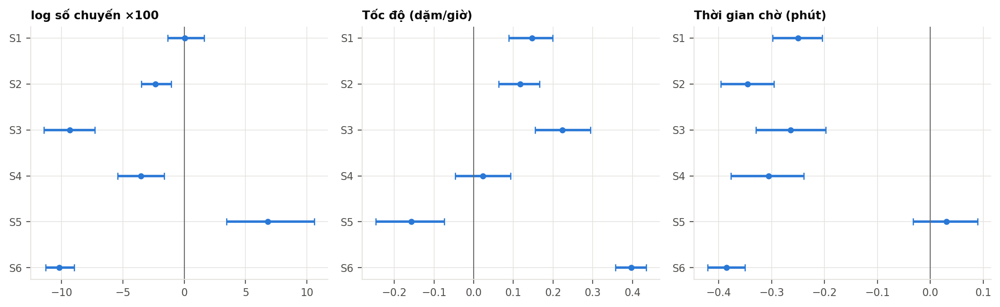 log số chuyến ×100
S1
S2
S3
S4
S5
S6
−10
−5
0
5
10
Tốc độ (dặm/giờ)
S1
S2
S3
S4
S5
S6
−0.2
−0.1
0.0
0.1
0.2
0.3
0.4
Thời gian chờ (phút)
S1
S2
S3
S4
S5
S6
−0.4
−0.3
−0.2
−0.1
0.0
0.1